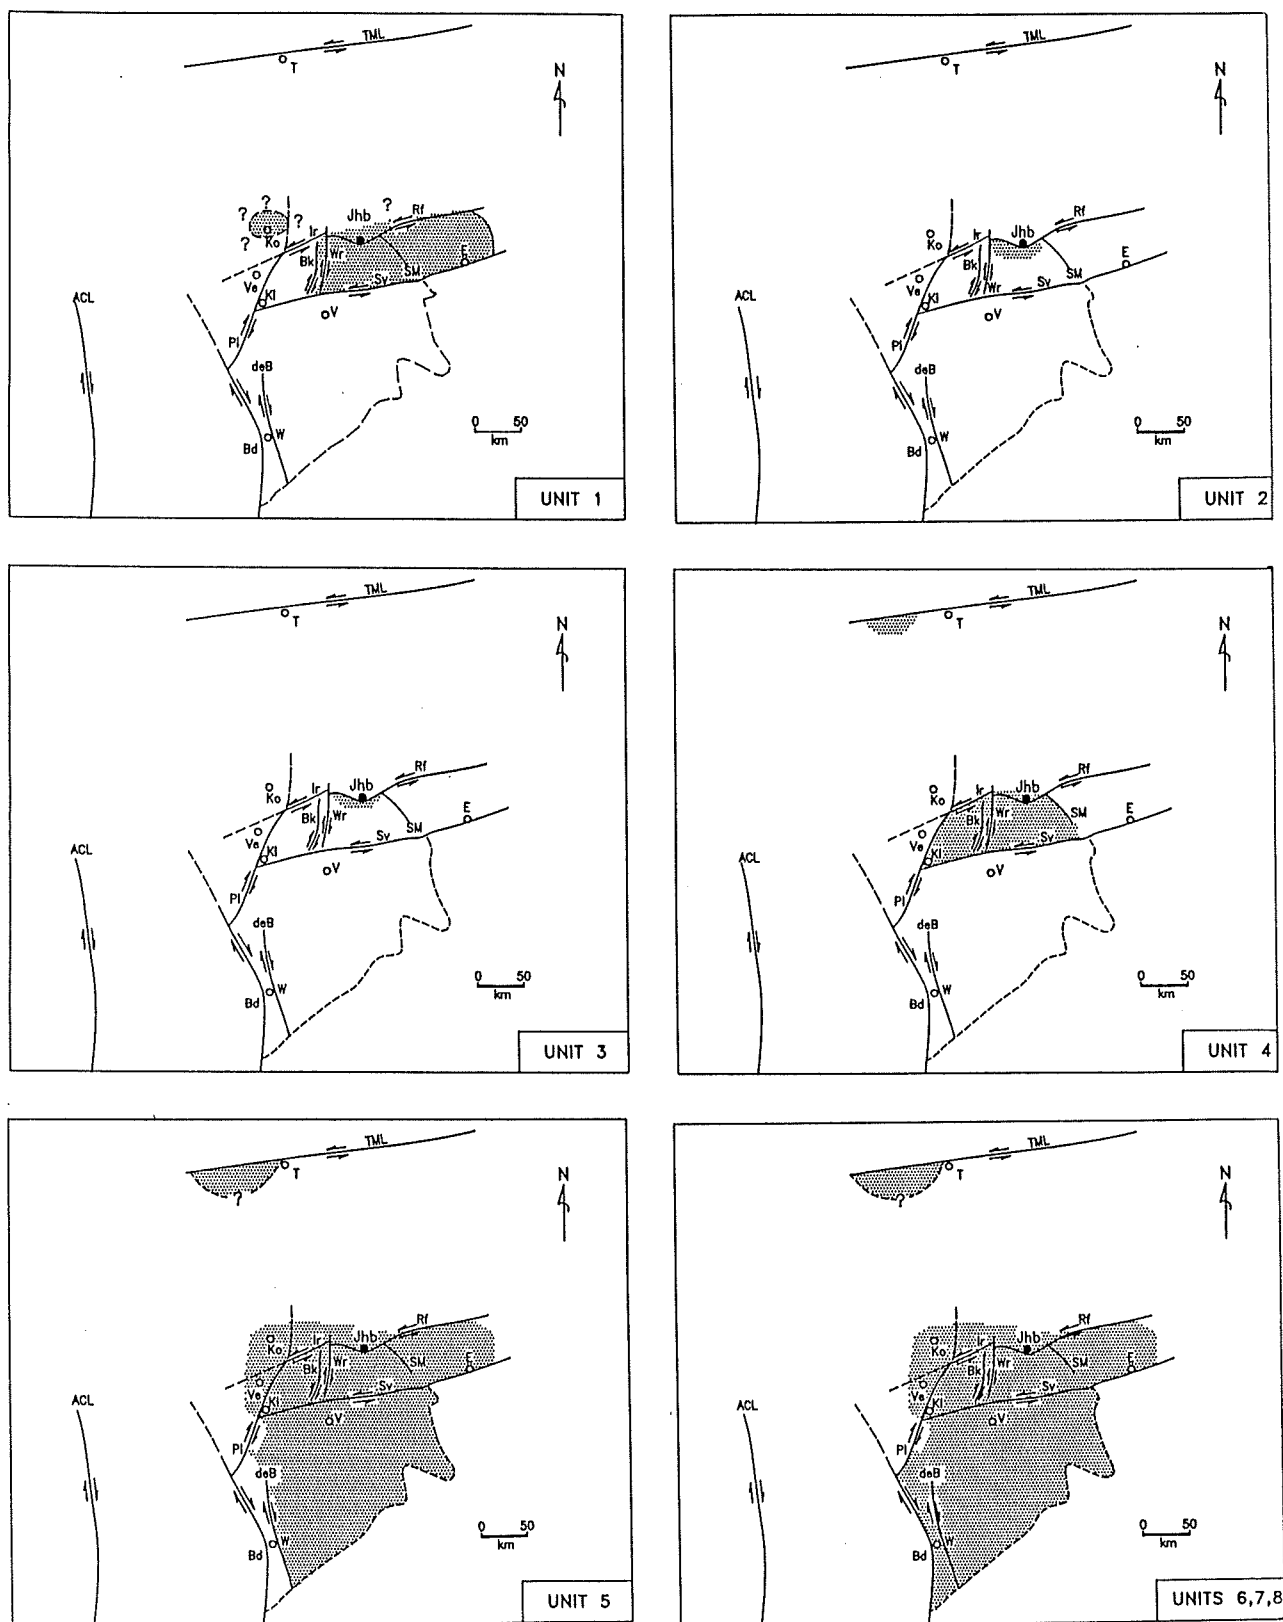 TML
T
N
?
?
?
?
?
Jhb
Rf
Ko
Ir
Bk
Wr
E
Ve
Kl
Sv
SM
ACL
V
Pl
deB
0 50
km
W
Bd
UNIT 1
TML
T
N
Jhb
Rf
Ko
Ir
Bk
Wr
E
Ve
Kl
Sv
SM
ACL
V
Pl
deB
0 50
km
W
Bd
UNIT 2
TML
T
N
Jhb
Rf
Ko
Ir
Bk
Wr
E
Ve
Kl
Sv
SM
ACL
V
Pl
deB
0 50
km
W
Bd
UNIT 3
TML
T
N
Jhb
Rf
Ko
Ir
Bk
Wr
E
Ve
Kl
Sv
SM
ACL
V
Pl
deB
0 50
km
W
Bd
UNIT 4
TML
T
?
N
Jhb
Rf
Ko
Ir
Bk
Wr
SM
E
Ve
Kl
Sv
ACL
V
Pl
deB
0 50
km
W
Bd
UNIT 5
TML
T
?
N
Jhb
Rf
Ko
Ir
Bk
Wr
SM
E
Ve
Kl
Sv
ACL
V
Pl
deB
0 50
km
W
Bd
UNITS 6,7,8